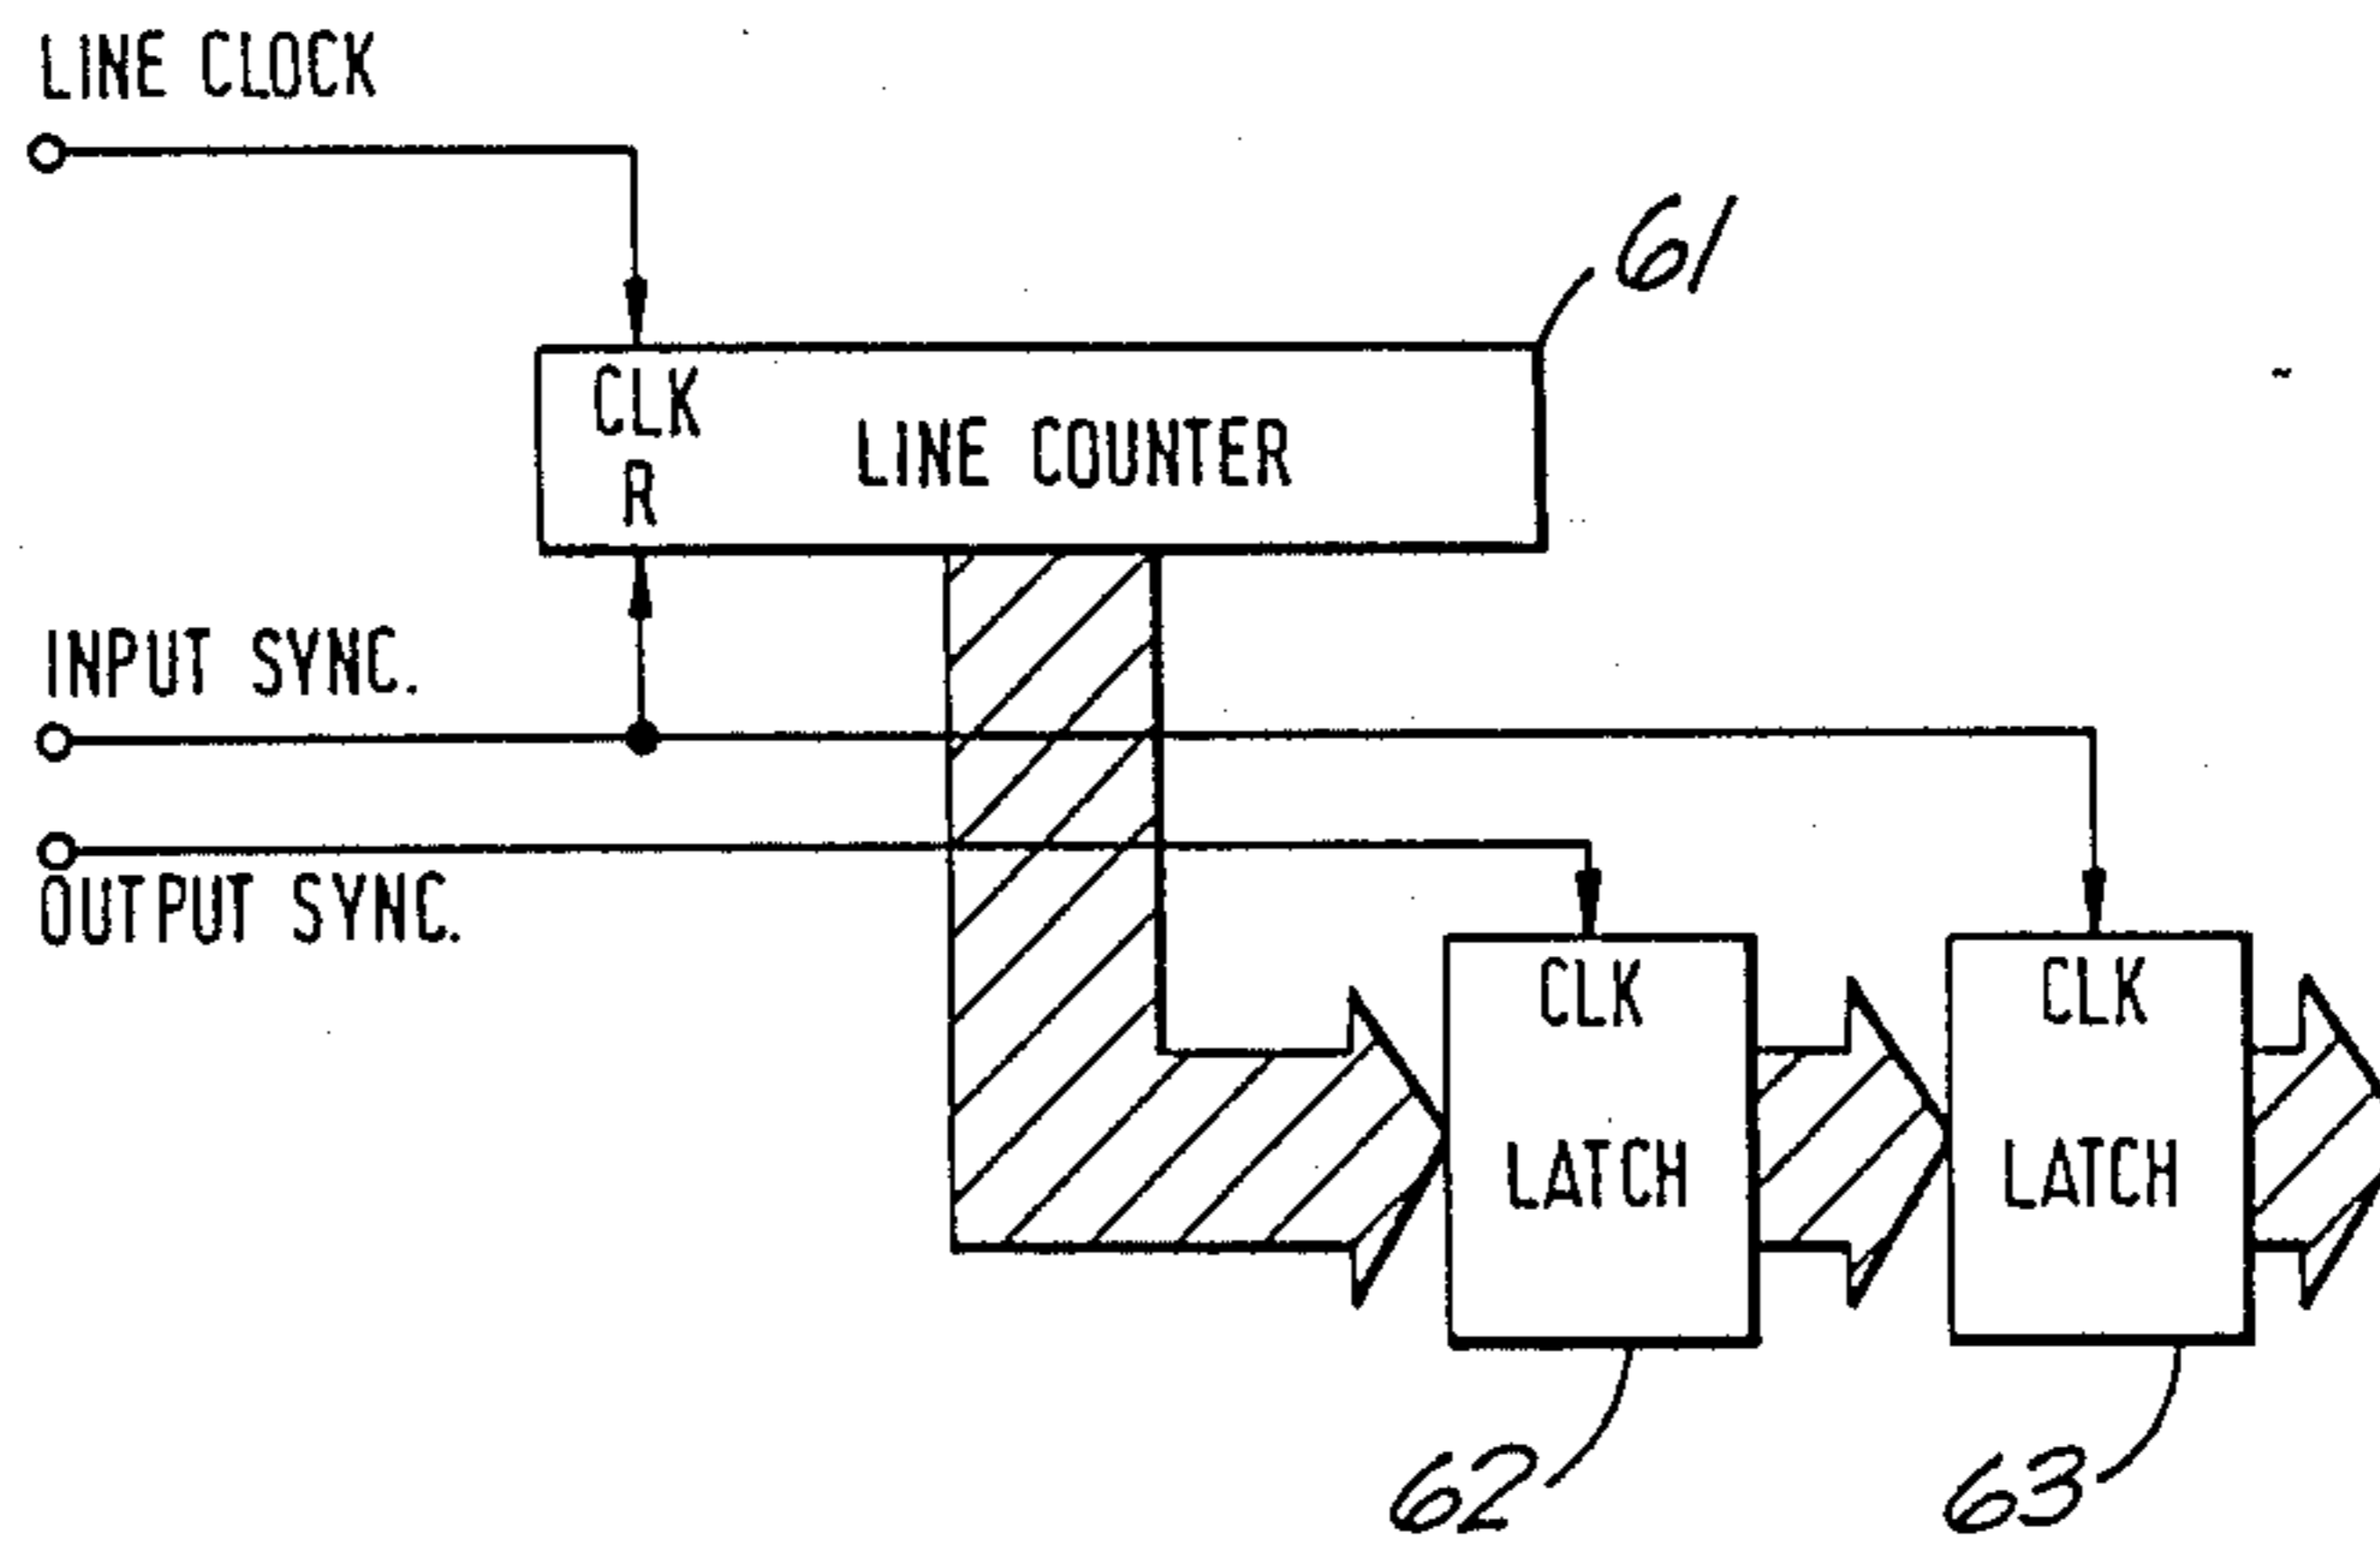 LINE CLOCK
61
CLK
R
LINE COUNTER
INPUT SYNC.
OUTPUT SYNC.
CLK
LATCH
CLK
LATCH
62
63